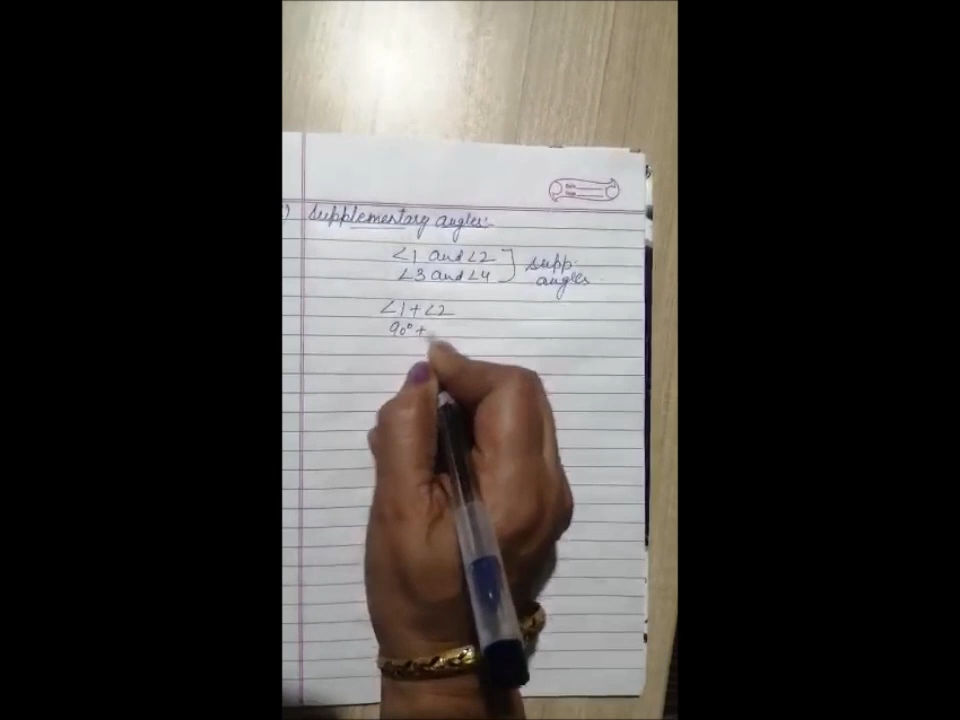 Supplementary angles:-
∠1 and ∠2
∠3 and ∠4
supp.
angles.
∠1 + ∠2
90° +